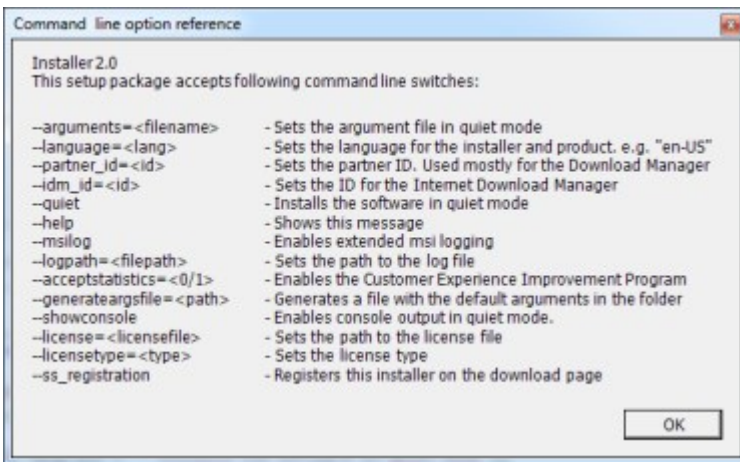 Command line option reference
Installer 2.0
This setup package accepts following command line switches:
--arguments=<filename> - Sets the argument file in quiet mode
--language=<lang> - Sets the language for the installer and product. e.g. "en-US"
--partner_id=<id> - Sets the partner ID. Used mostly for the Download Manager
--idm_id=<id> - Sets the ID for the Internet Download Manager
--quiet - Installs the software in quiet mode
--help - Shows this message
--msilog - Enables extended msi logging
--logpath=<filepath> - Sets the path to the log file
--acceptstatistics=<0/1> - Enables the Customer Experience Improvement Program
--generateargsfile=<path> - Generates a file with the default arguments in the folder
--showconsole - Enables console output in quiet mode.
--license=<licensefile> - Sets the path to the license file
--licensetype=<type> - Sets the license type
--ss_registration - Registers this installer on the download page
OK